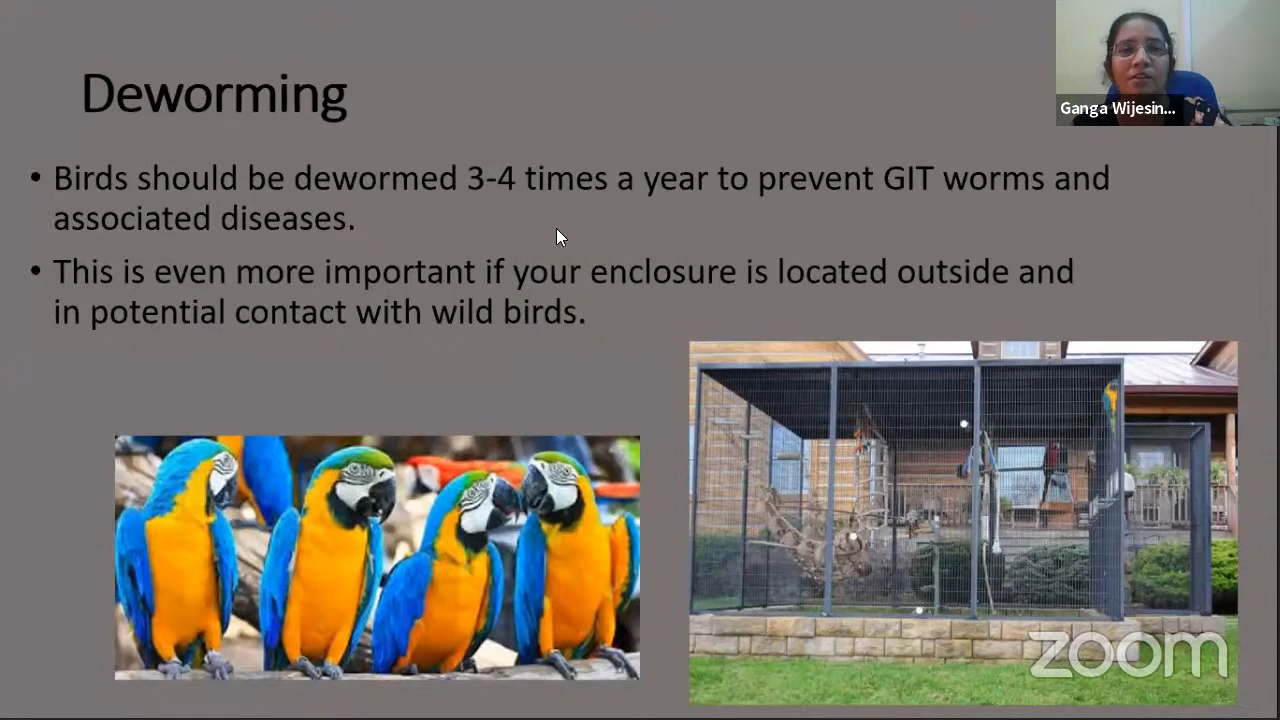 Ganga Wijesin...
Deworming
• Birds should be dewormed 3-4 times a year to prevent GIT worms and
associated diseases.
• This is even more important if your enclosure is located outside and
in potential contact with wild birds.
zoom